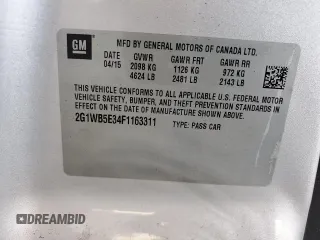 GM
MFD BY GENERAL MOTORS OF CANADA LTD.
DATE GVWR GAWR FRT GAWR RR
04/15 2098 KG 1126 KG 972 KG
4624 LB 2481 LB 2143 LB
THIS VEHICLE CONFORMS TO ALL APPLICABLE U.S. FEDERAL MOTOR
VEHICLE SAFETY, BUMPER, AND THEFT PREVENTION STANDARDS
IN EFFECT ON THE DATE OF MANUFACTURE SHOWN ABOVE.
2G1WB5E34F1163311 TYPE: PASS CAR
DREAMBID